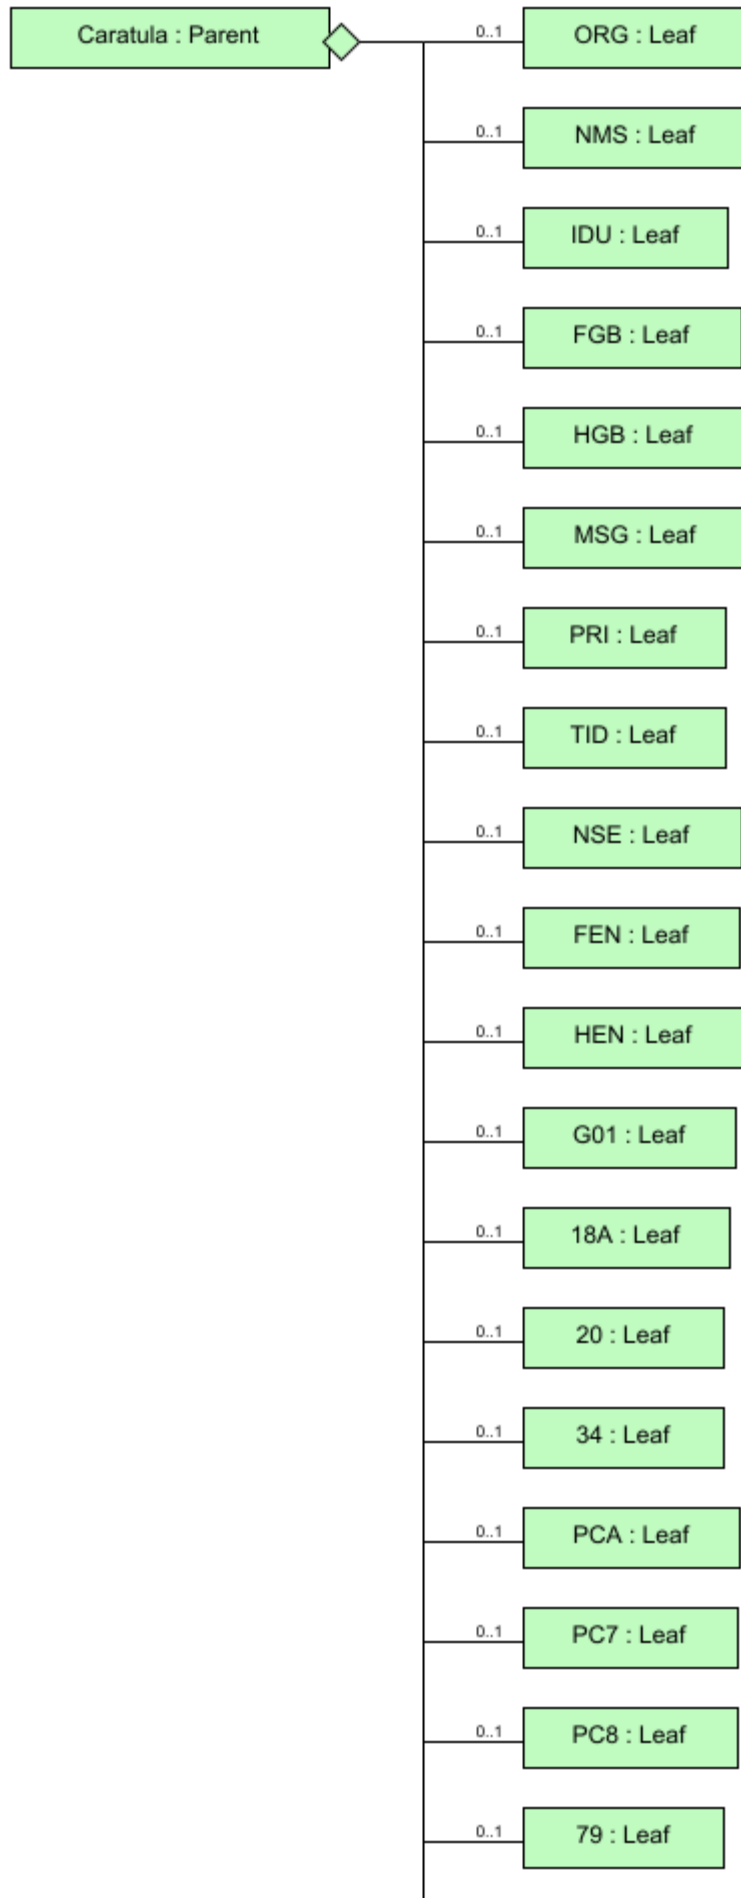 Caratula : Parent
0..1
ORG : Leaf
0..1
NMS : Leaf
0..1
IDU : Leaf
0..1
FGB : Leaf
0..1
HGB : Leaf
0..1
MSG : Leaf
0..1
PRI : Leaf
0..1
TID : Leaf
0..1
NSE : Leaf
0..1
FEN : Leaf
0..1
HEN : Leaf
0..1
G01 : Leaf
0..1
18A : Leaf
0..1
20 : Leaf
0..1
34 : Leaf
0..1
PCA : Leaf
0..1
PC7 : Leaf
0..1
PC8 : Leaf
0..1
79 : Leaf